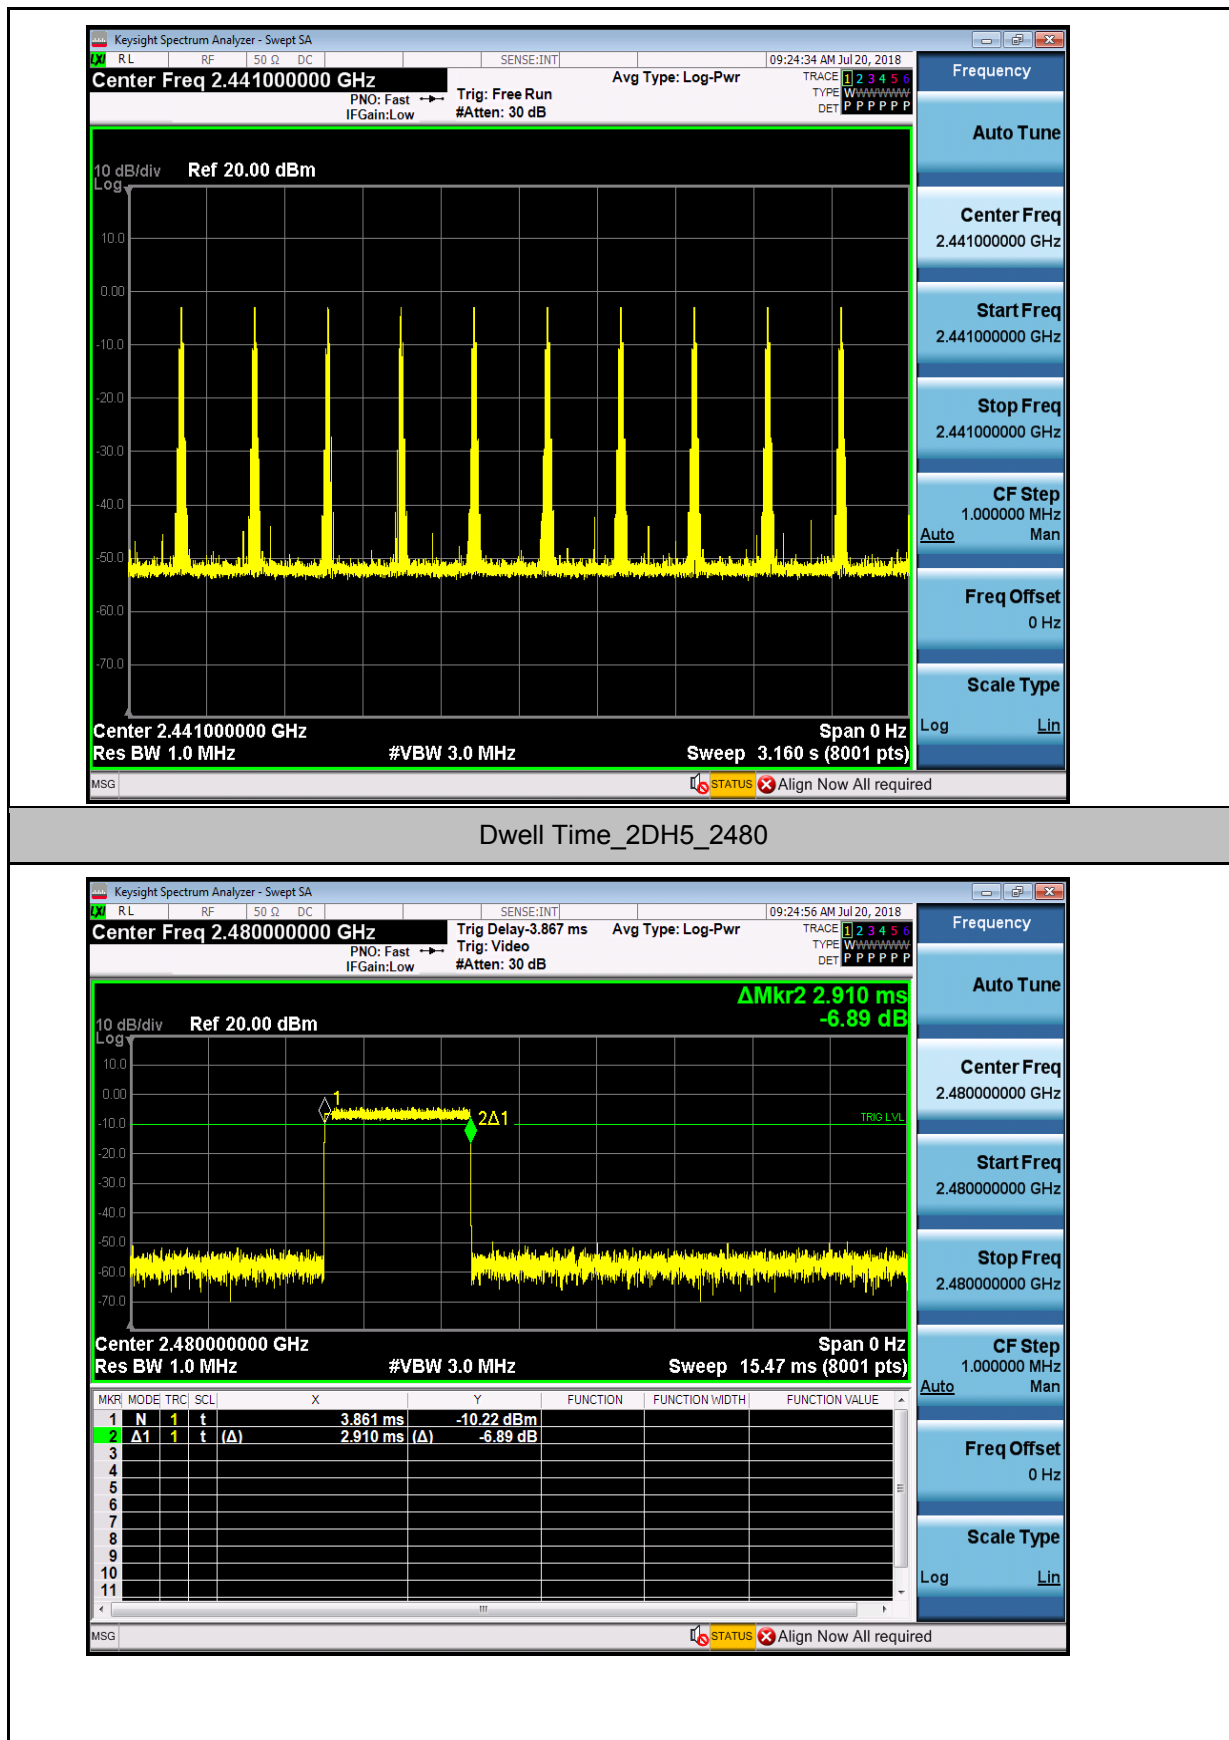 Keysight Spectrum Analyzer - Swept SA
LXI RL RF 50 Ω DC SENSE:INT 09:24:34 AM Jul 20, 2018
Center Freq 2.441000000 GHz Avg Type: Log-Pwr TRACE 1 2 3 4 5 6
PNO: Fast Trig: Free Run TYPE WWWWWW
IFGain:Low #Atten: 30 dB DET P P P P P P
Frequency
Auto Tune
10 dB/div Ref 20.00 dBm
Log
10.0
0.00
-10.0
-20.0
-30.0
-40.0
-50.0
-60.0
-70.0
Center 2.441000000 GHz Span 0 Hz
Res BW 1.0 MHz #VBW 3.0 MHz Sweep 3.160 s (8001 pts)
Center Freq
2.441000000 GHz
Start Freq
2.441000000 GHz
Stop Freq
2.441000000 GHz
CF Step
1.000000 MHz
Auto Man
Freq Offset
0 Hz
Scale Type
Log Lin
MSG STATUS Align Now All required
Dwell Time_2DH5_2480
Keysight Spectrum Analyzer - Swept SA
LXI RL RF 50 Ω DC SENSE:INT 09:24:56 AM Jul 20, 2018
Center Freq 2.480000000 GHz Trig Delay-3.867 ms Avg Type: Log-Pwr TRACE 1 2 3 4 5 6
PNO: Fast Trig: Video TYPE WWWWWW
IFGain:Low #Atten: 30 dB DET P P P P P P
Frequency
Auto Tune
ΔMkr2 2.910 ms
-6.89 dB
10 dB/div Ref 20.00 dBm
Log
10.0
0.00
-10.0
-20.0
-30.0
-40.0
-50.0
-60.0
-70.0
1
2Δ1
TRIG LVL
Center 2.480000000 GHz Span 0 Hz
Res BW 1.0 MHz #VBW 3.0 MHz Sweep 15.47 ms (8001 pts)
MKR MODE TRC SCL X Y FUNCTION FUNCTION WIDTH FUNCTION VALUE
1 N 1 t 3.861 ms -10.22 dBm
2 Δ1 1 t (Δ) 2.910 ms (Δ) -6.89 dB
3
4
5
6
7
8
9
10
11
Center Freq
2.480000000 GHz
Start Freq
2.480000000 GHz
Stop Freq
2.480000000 GHz
CF Step
1.000000 MHz
Auto Man
Freq Offset
0 Hz
Scale Type
Log Lin
MSG STATUS Align Now All required